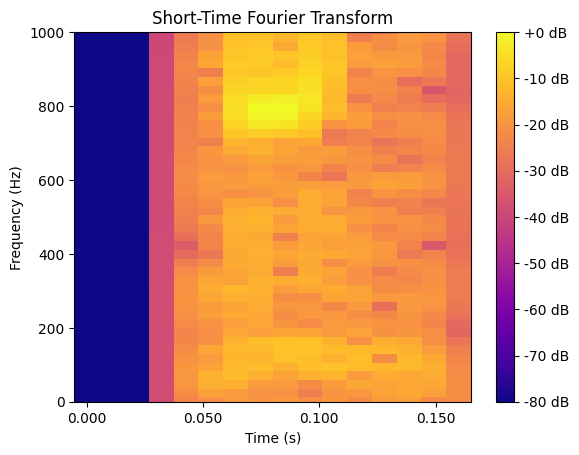 Short-Time Fourier Transform
Frequency (Hz)
1000
800
600
400
200
0
0.000 0.050 0.100 0.150
Time (s)
+0 dB
-10 dB
-20 dB
-30 dB
-40 dB
-50 dB
-60 dB
-70 dB
-80 dB